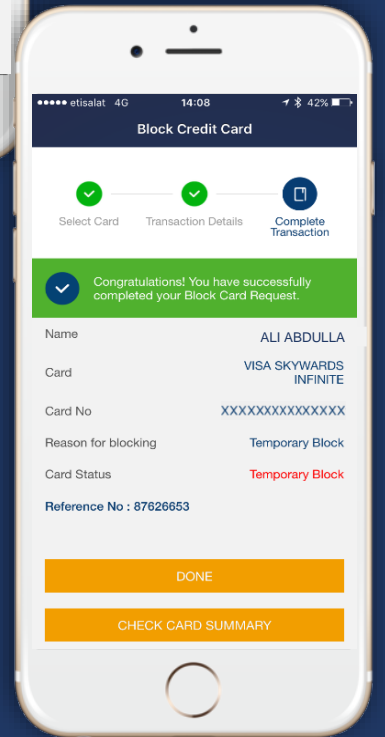 etisalat 4G 14:08 42%
Block Credit Card
Select Card Transaction Details Complete
Transaction
Congratulations! You have successfully
completed your Block Card Request.
Name ALI ABDULLA
Card VISA SKYWARDS
INFINITE
Card No XXXXXXXXXXXXXXX
Reason for blocking Temporary Block
Card Status Temporary Block
Reference No : 87626653
DONE
CHECK CARD SUMMARY